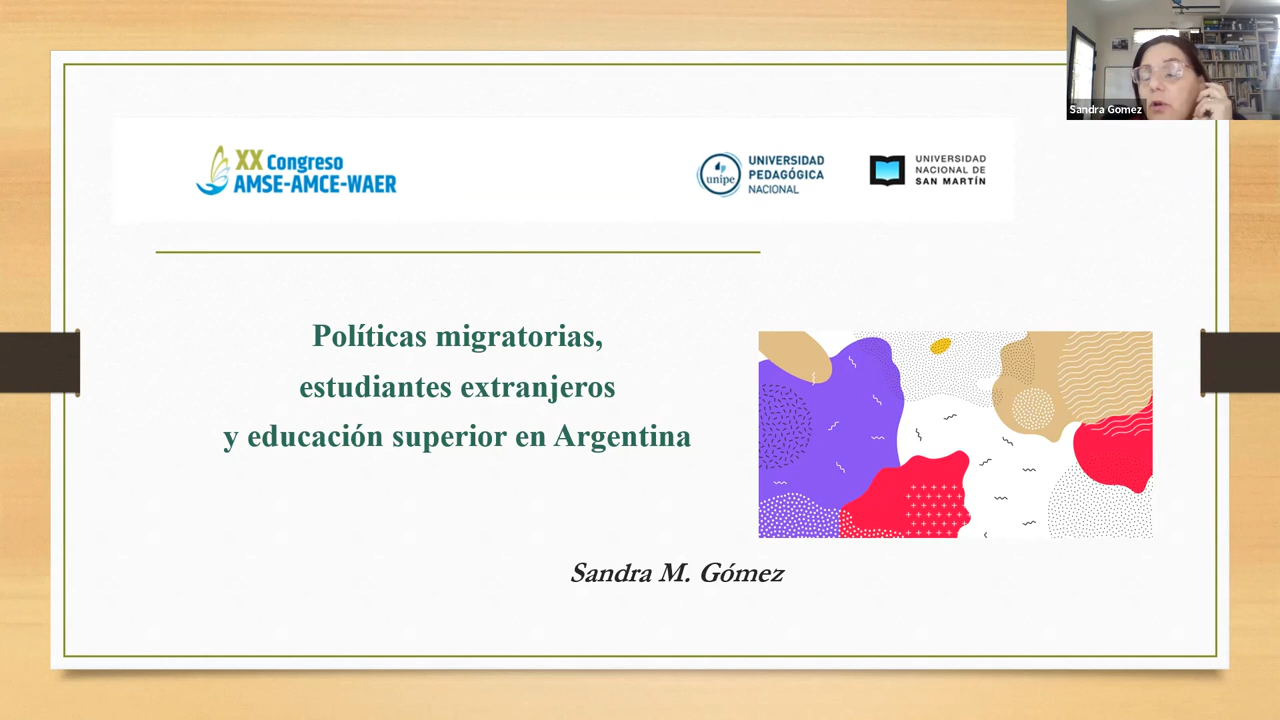 Sandra Gomez
XX Congreso
AMSE-AMCE-WAER
unipe
UNIVERSIDAD
PEDAGÓGICA
NACIONAL
UNIVERSIDAD
NACIONAL DE
SAN MARTÍN
Políticas migratorias,
estudiantes extranjeros
y educación superior en Argentina
Sandra M. Gómez